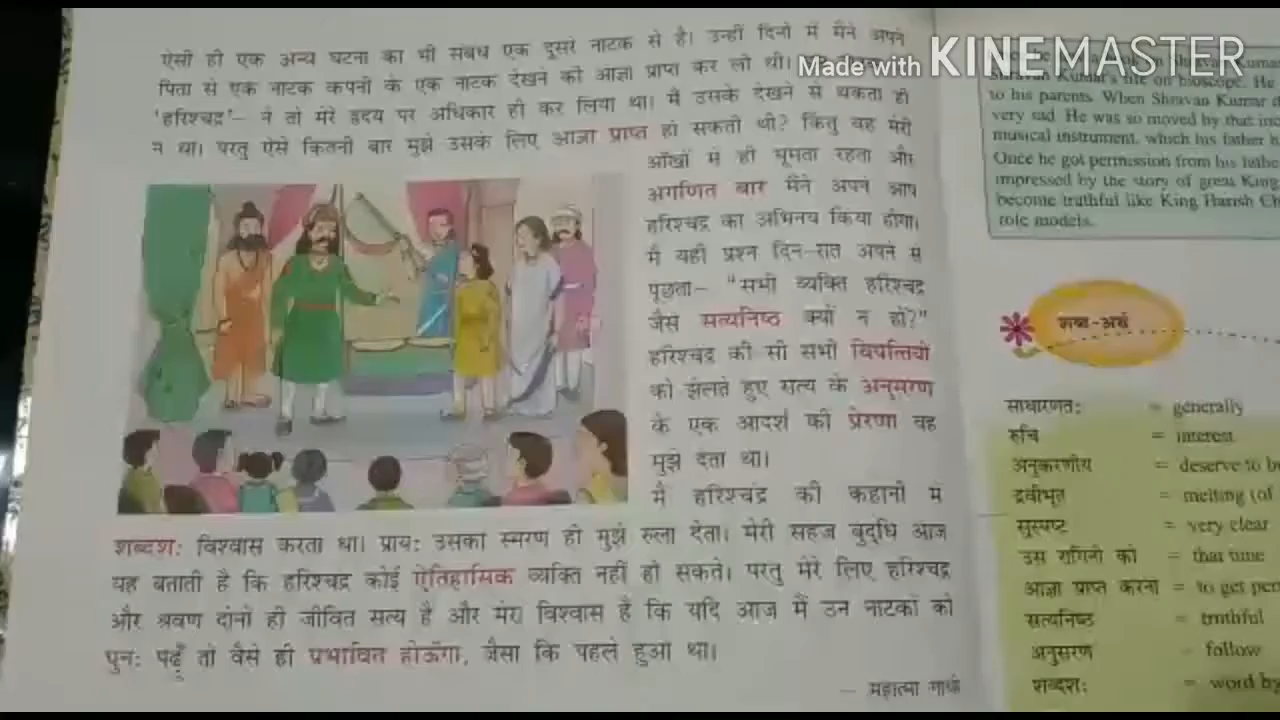 ऐसी ही एक अन्य घटना का भी संबंध एक दूसरे नाटक से है। उन्हीं दिनों में मैंने अपने
पिता से एक नाटक कंपनी के एक नाटक देखने की आज्ञा प्राप्त कर ली थी।
'हरिश्चंद्र'– ने तो मेरे हृदय पर अधिकार ही कर लिया था। मैं उसके देखने से थकता ही
न था। परंतु ऐसे कितनी बार मुझे उसके लिए आज्ञा प्राप्त हो सकती थी? किंतु वह मेरी
आँखों में ही घूमता रहता और
अगणित बार मैंने अपने आप
हरिश्चंद्र का अभिनय किया होगा।
मैं यही प्रश्न दिन-रात अपने से
पूछता– "सभी व्यक्ति हरिश्चंद्र
जैसे सत्यनिष्ठ क्यों न हों?"
हरिश्चंद्र की सी सभी विपत्तियों
को झेलते हुए सत्य के अनुसरण
के एक आदर्श की प्रेरणा वह
मुझे देता था।
मैं हरिश्चंद्र की कहानी में
शब्दशः विश्वास करता था। प्रायः उसका स्मरण ही मुझे रुला देता। मेरी सहज बुद्धि आज
यह बताती है कि हरिश्चंद्र कोई ऐतिहासिक व्यक्ति नहीं हो सकते। परंतु मेरे लिए हरिश्चंद्र
और श्रवण दोनों ही जीवित सत्य हैं और मेरा विश्वास है कि यदि आज मैं उन नाटकों को
पुनः पढ़ूँ तो वैसे ही प्रभावित होऊँगा, जैसा कि पहले हुआ था।
– महात्मा गांधी
Made with KINEMASTER
Shravan Kumar's life on bioscope. He
to his parents. When Shravan Kumar d
very sad. He was so moved by that inc
musical instrument, which his father h
Once he got permission from his fathe
impressed by the story of great King
become truthful like King Harish Ch
role models.
शब्द-अर्थ
साधारणतः = generally
रुचि = interest
अनुकरणीय = deserve to b
द्रवीभूत = melting (of
सुस्पष्ट = very clear
उस रागिनी को = that tune
आज्ञा प्राप्त करना = to get per
सत्यनिष्ठ = truthful
अनुसरण = follow
शब्दशः = word by